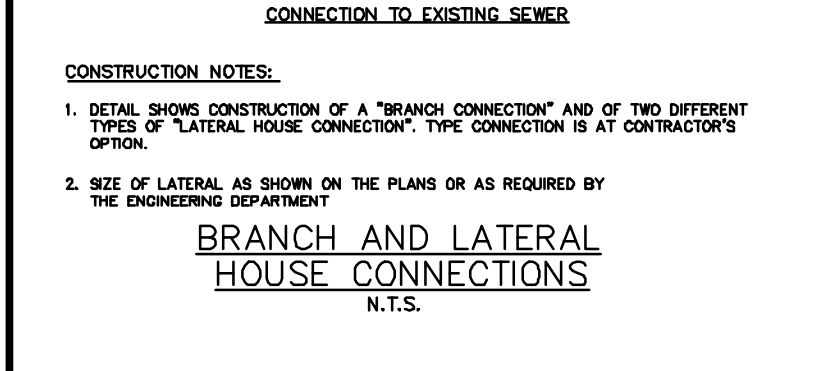 CONNECTION TO EXISTING SEWER
CONSTRUCTION NOTES:
1. DETAIL SHOWS CONSTRUCTION OF A "BRANCH CONNECTION" AND OF TWO DIFFERENT
TYPES OF "LATERAL HOUSE CONNECTION". TYPE CONNECTION IS AT CONTRACTOR'S
OPTION.
2. SIZE OF LATERAL AS SHOWN ON THE PLANS OR AS REQUIRED BY
THE ENGINEERING DEPARTMENT
BRANCH AND LATERAL
HOUSE CONNECTIONS
N.T.S.